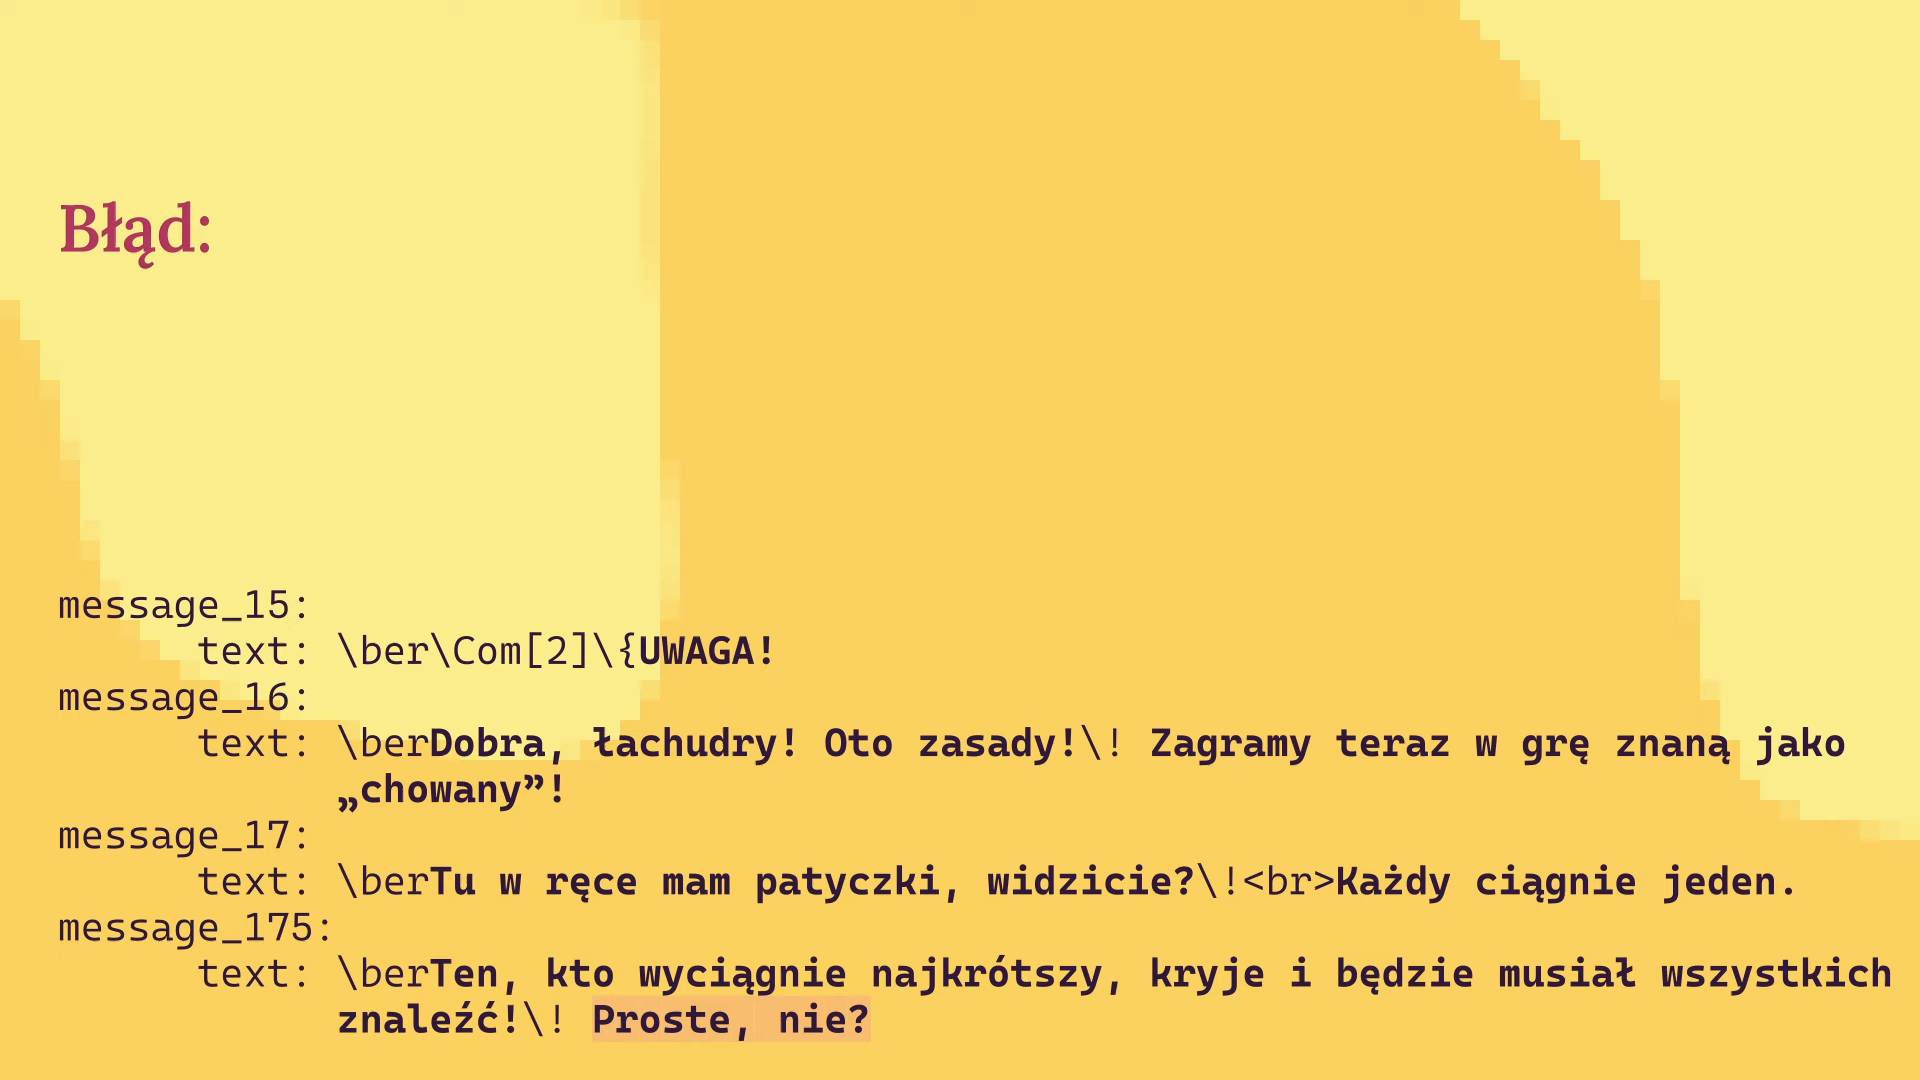 Błąd:
message_15:
text: \ber\Com[2]\{UWAGA!
message_16:
text: \berDobra, łachudry! Oto zasady!\! Zagramy teraz w grę znaną jako
„chowany”!
message_17:
text: \berTu w ręce mam patyczki, widzicie?\!<br>Każdy ciągnie jeden.
message_175:
text: \berTen, kto wyciągnie najkrótszy, kryje i będzie musiał wszystkich
znaleźć!\! Proste, nie?